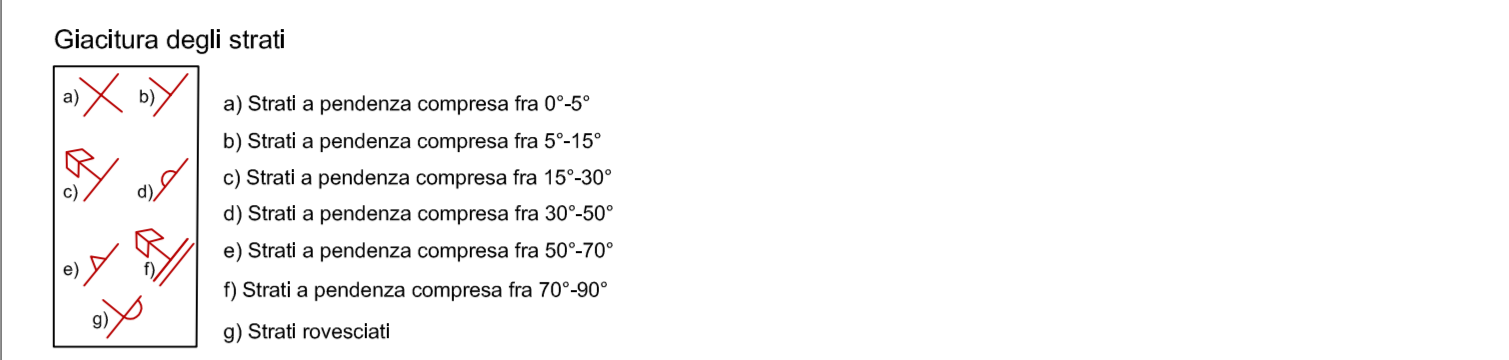 Giacitura degli strati
a) b)
c) d)
e) f)
g)
a) Strati a pendenza compresa fra 0°-5°
b) Strati a pendenza compresa fra 5°-15°
c) Strati a pendenza compresa fra 15°-30°
d) Strati a pendenza compresa fra 30°-50°
e) Strati a pendenza compresa fra 50°-70°
f) Strati a pendenza compresa fra 70°-90°
g) Strati rovesciati